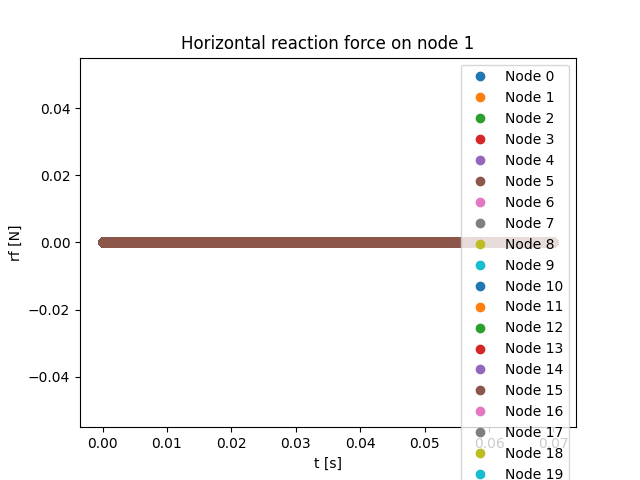 Horizontal reaction force on node 1
rf [N]
0.04
0.02
0.00
−0.02
−0.04
0.00 0.01 0.02 0.03 0.04 0.05 0.06 0.07
t [s]
Node 0
Node 1
Node 2
Node 3
Node 4
Node 5
Node 6
Node 7
Node 8
Node 9
Node 10
Node 11
Node 12
Node 13
Node 14
Node 15
Node 16
Node 17
Node 18
Node 19